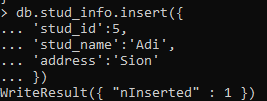 > db.stud_info.insert({
... 'stud_id':5,
... 'stud_name':'Adi',
... 'address':'Sion'
... })
WriteResult({ "nInserted" : 1 })